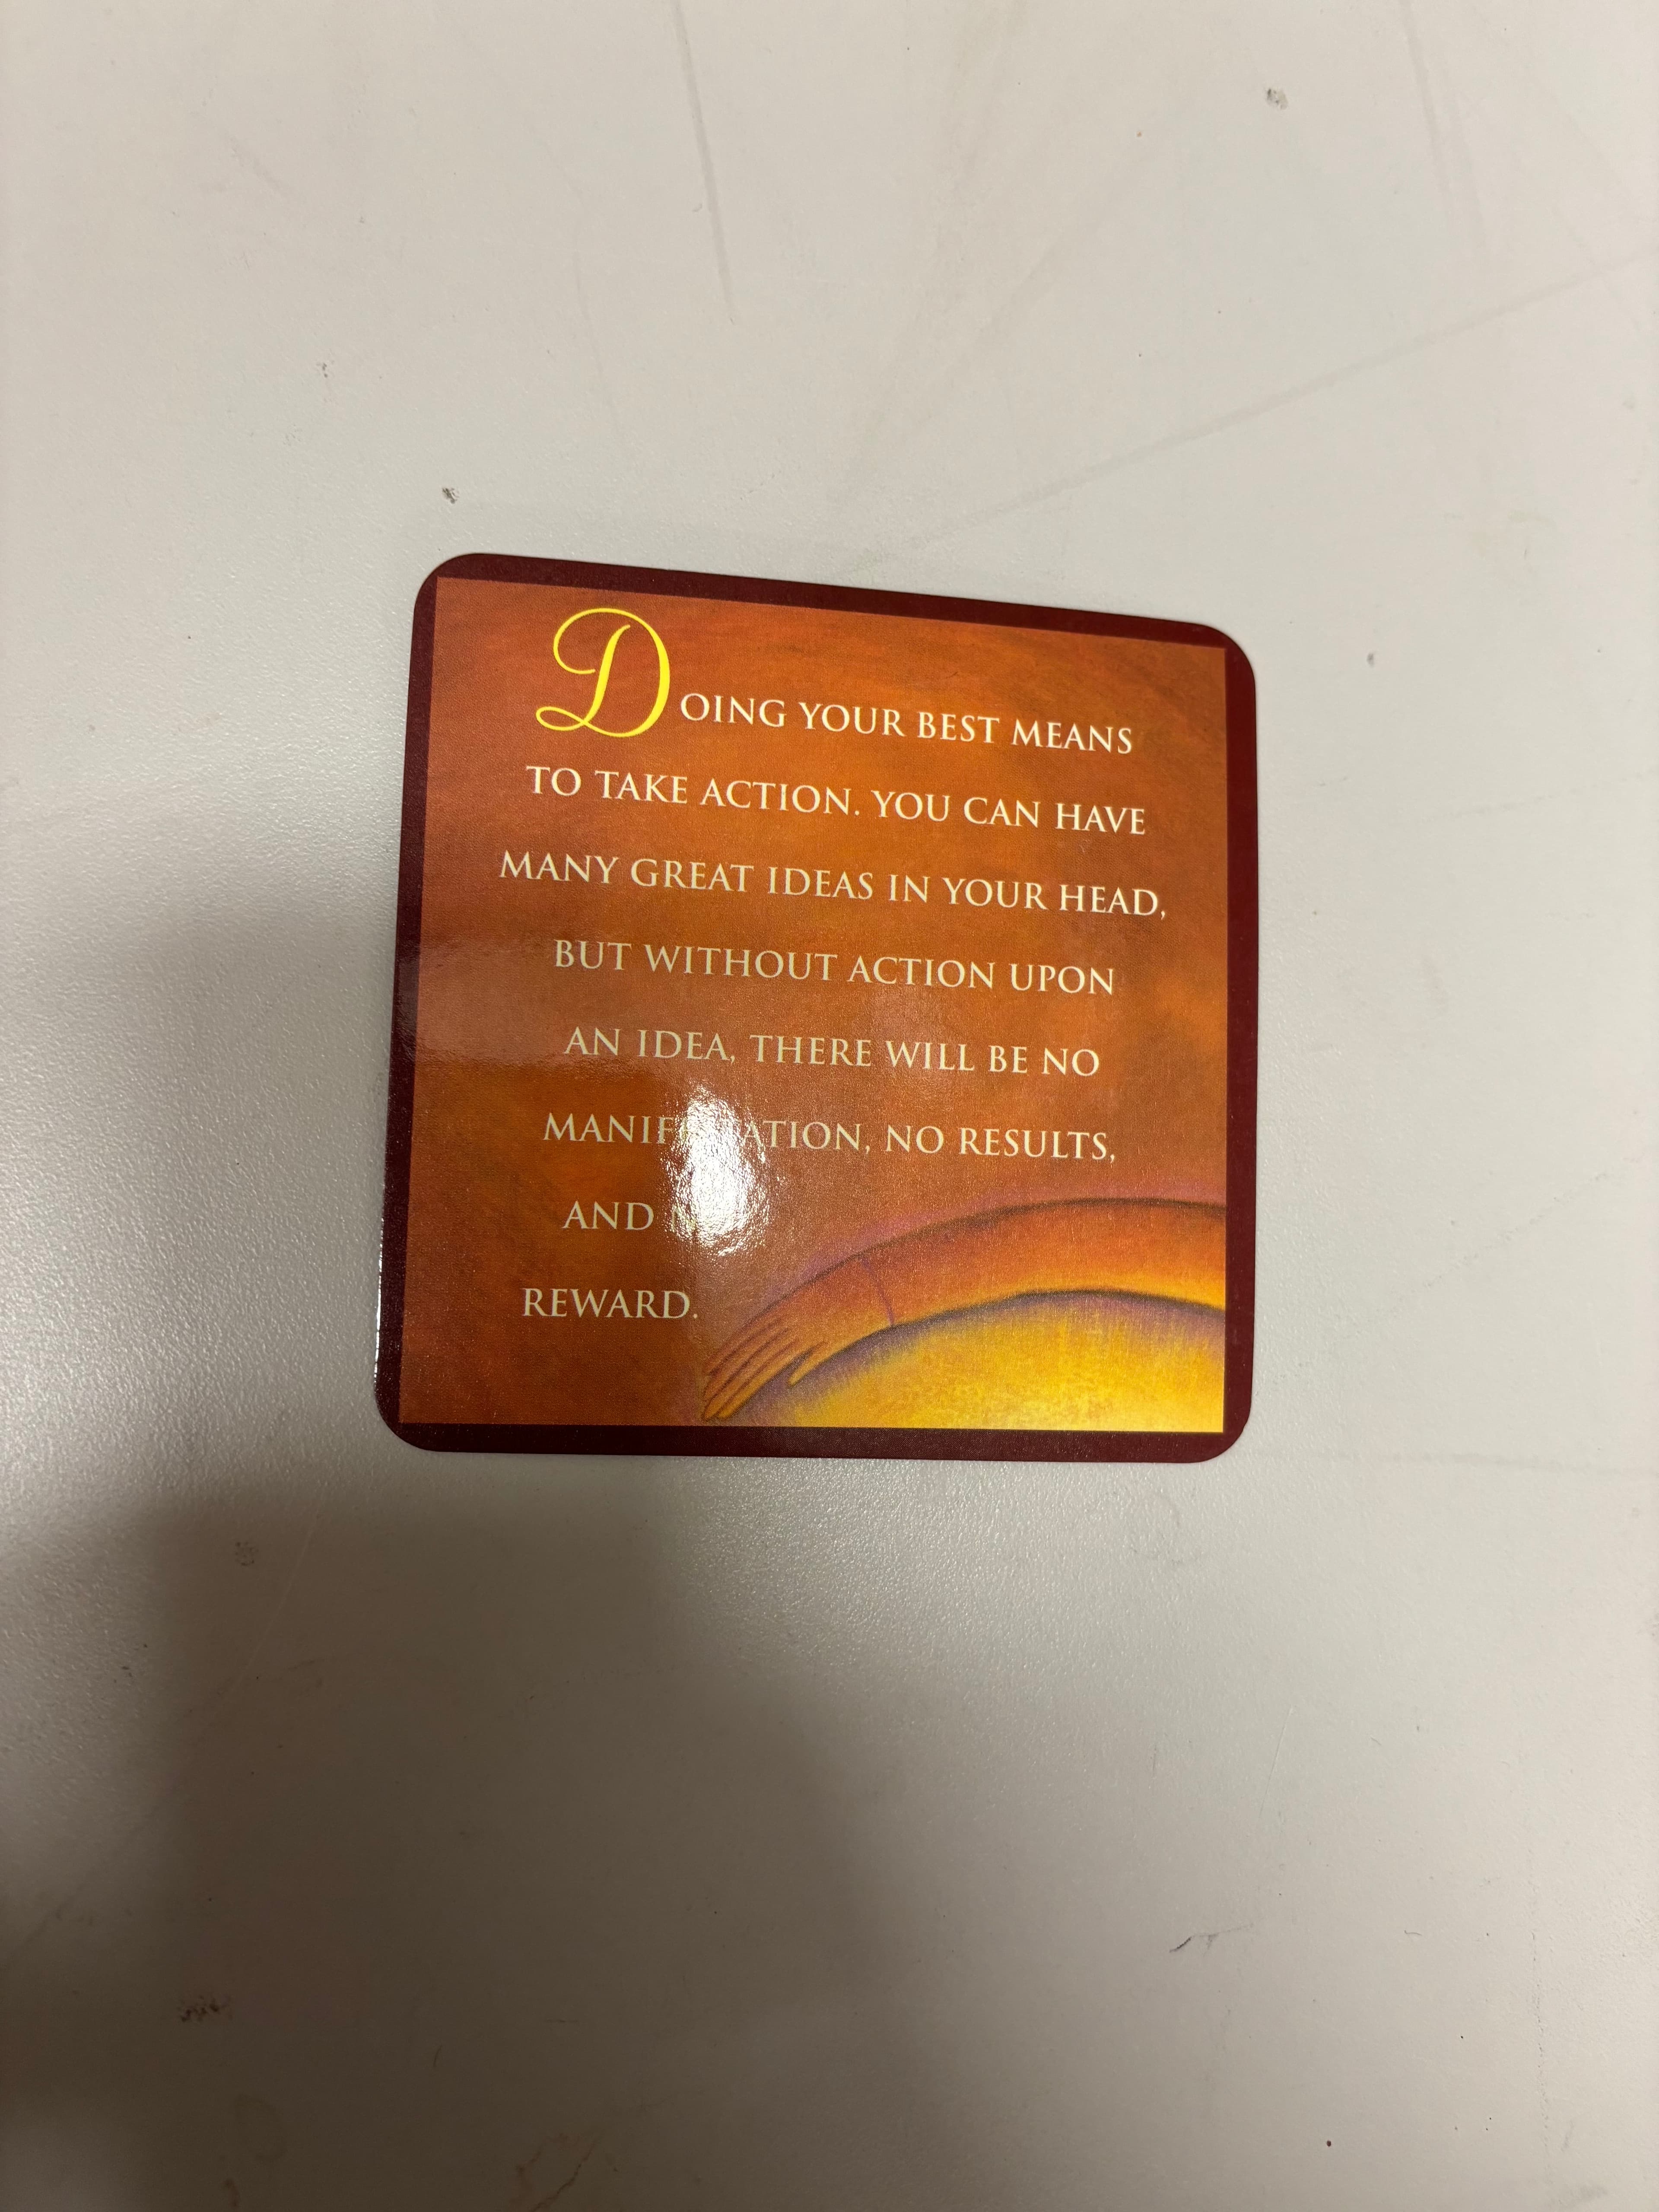 DOING YOUR BEST MEANS
TO TAKE ACTION. YOU CAN HAVE
MANY GREAT IDEAS IN YOUR HEAD,
BUT WITHOUT ACTION UPON
AN IDEA, THERE WILL BE NO
NO RESULTS,
AND
REWARD.